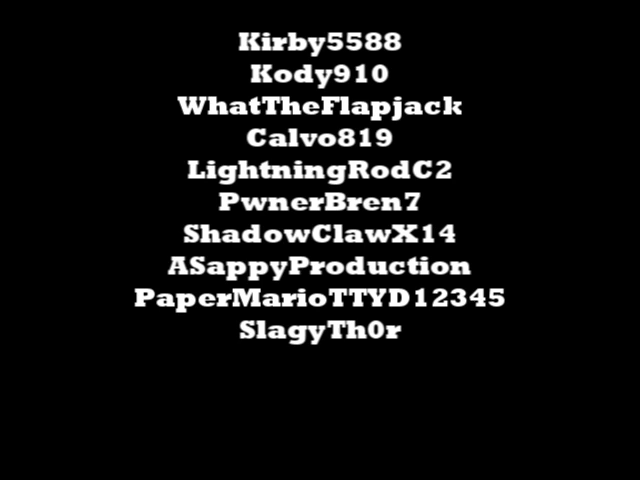 Kirby5588
Kody910
WhatTheFlapjack
Calvo819
LightningRodC2
PwnerBren7
ShadowClawX14
ASappyProduction
PaperMarioTTYD12345
SlagyTh0r